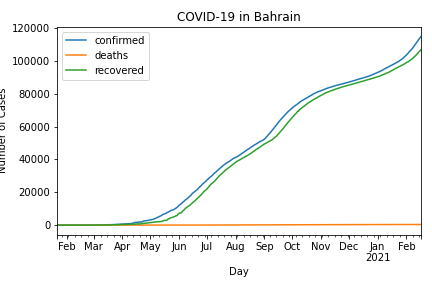 COVID-19 in Bahrain
120000
100000
80000
60000
40000
20000
0
Number of Cases
confirmed
deaths
recovered
Feb Mar Apr May Jun Jul Aug Sep Oct Nov Dec Jan Feb
2021
Day